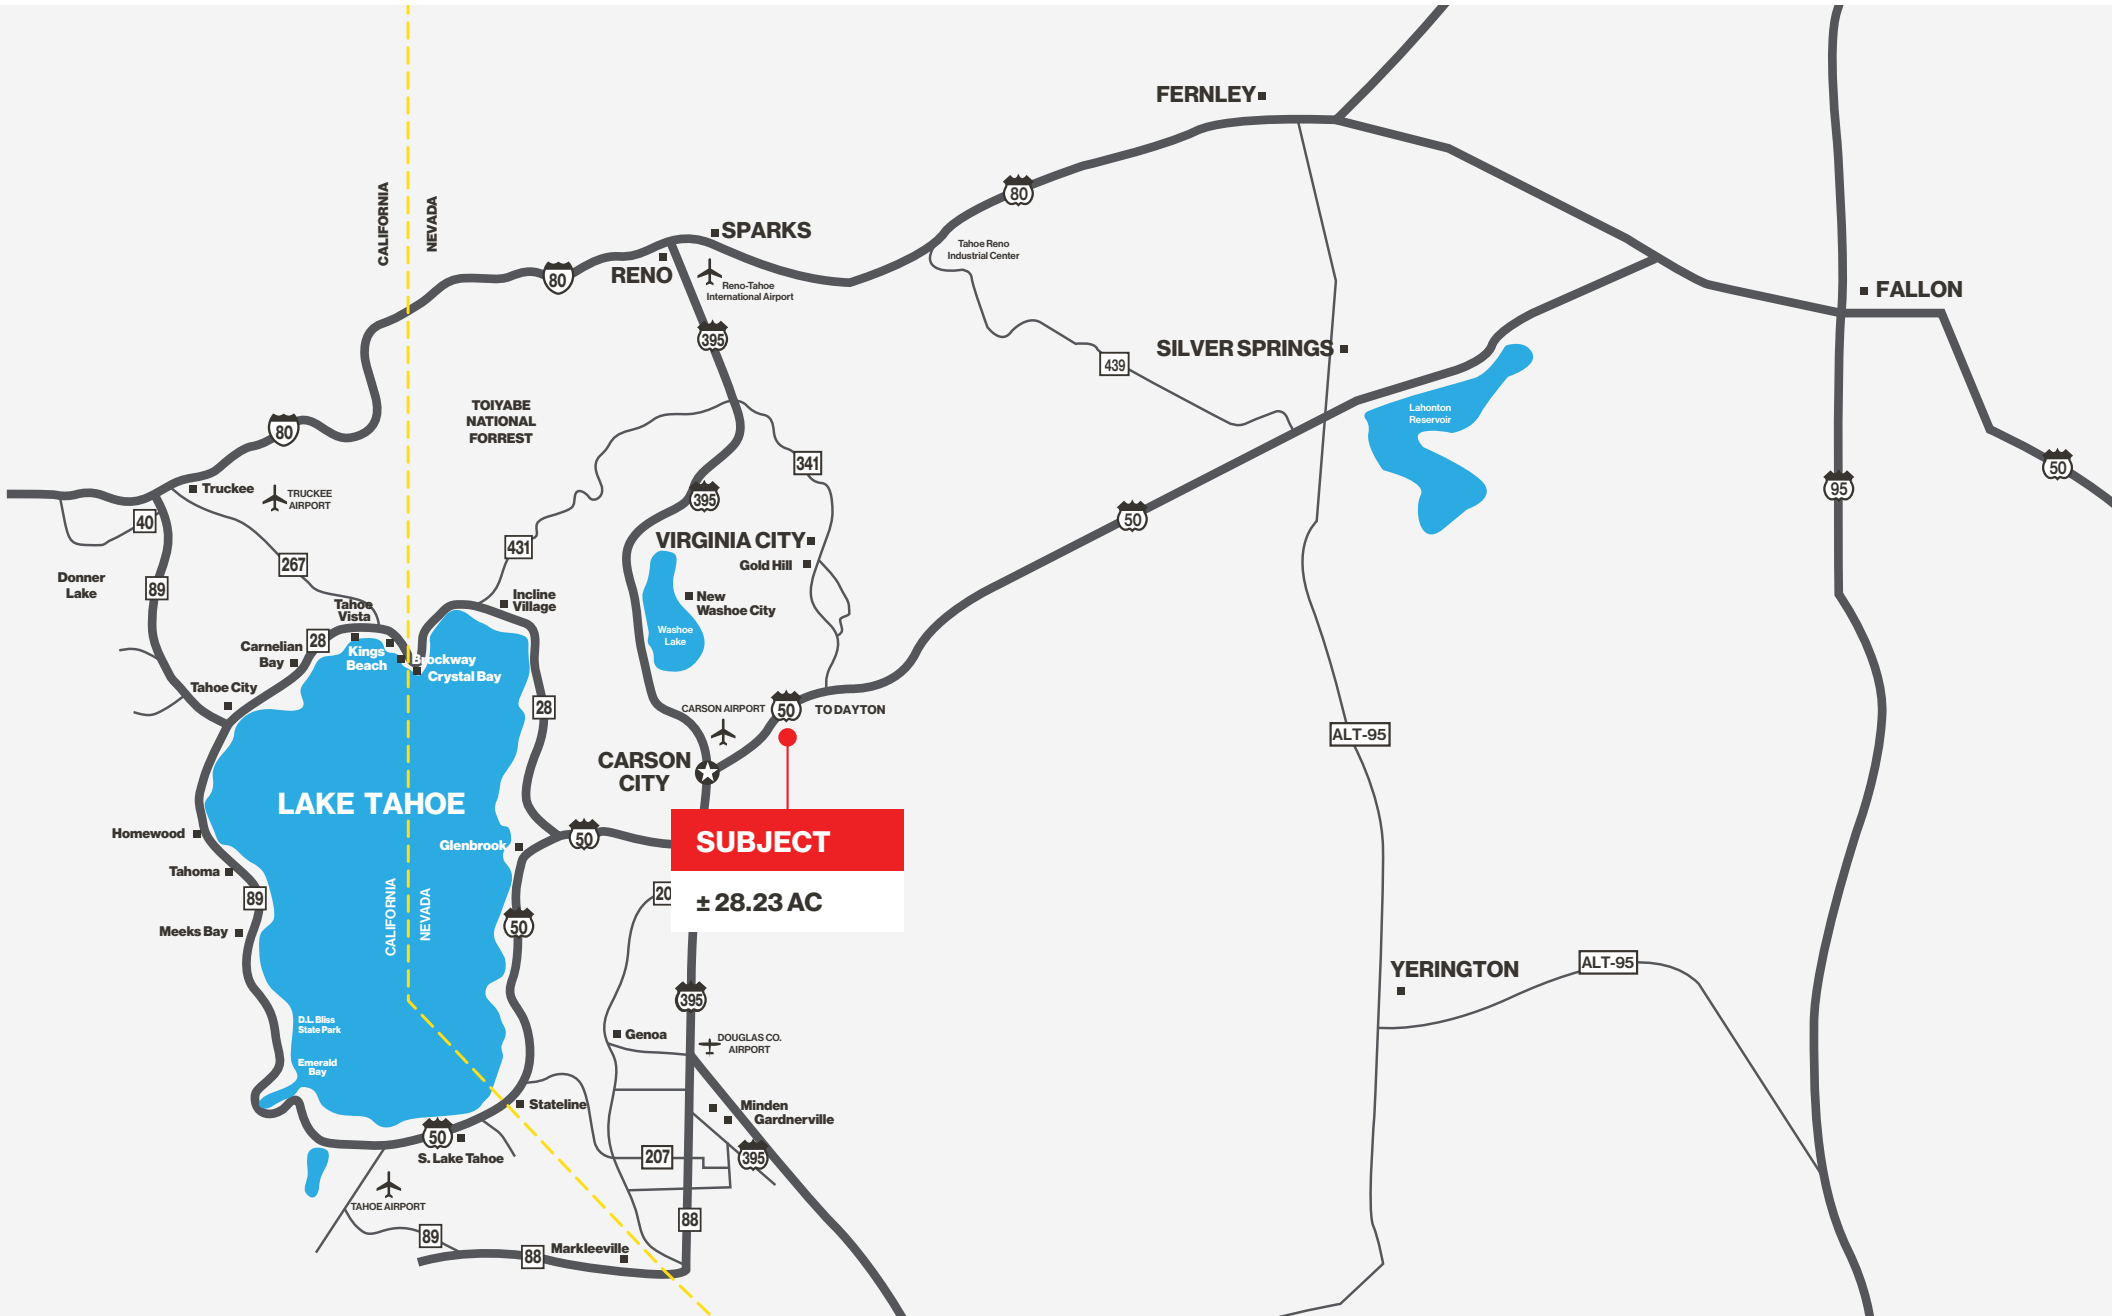 FERNLEY
80
CALIFORNIA
NEVADA
SPARKS
Tahoe Reno
Industrial Center
RENO
80
Reno-Tahoe
International Airport
FALLON
395
SILVER SPRINGS
439
TOIYABE
NATIONAL
FORREST
Lahonton
Reservoir
80
341
50
Truckee
TRUCKEE
AIRPORT
395
95
40
50
431
VIRGINIA CITY
267
Gold Hill
Donner
Lake
89
New
Washoe City
Incline
Village
Tahoe
Vista
28
Washoe
Lake
Carnelian
Bay
Kings
Beach
Brockway
Crystal Bay
Tahoe City
28
CARSON AIRPORT
50
TO DAYTON
ALT-95
CARSON
CITY
LAKE TAHOE
Homewood
50
SUBJECT
Glenbrook
Tahoma
89
CALIFORNIA
NEVADA
20
± 28.23 AC
50
Meeks Bay
YERINGTON
ALT-95
395
D.L. Bliss
State Park
Genoa
DOUGLAS CO.
AIRPORT
Emerald
Bay
Stateline
Minden
Gardnerville
50
S. Lake Tahoe
207
395
TAHOE AIRPORT
88
89
88
Markleeville